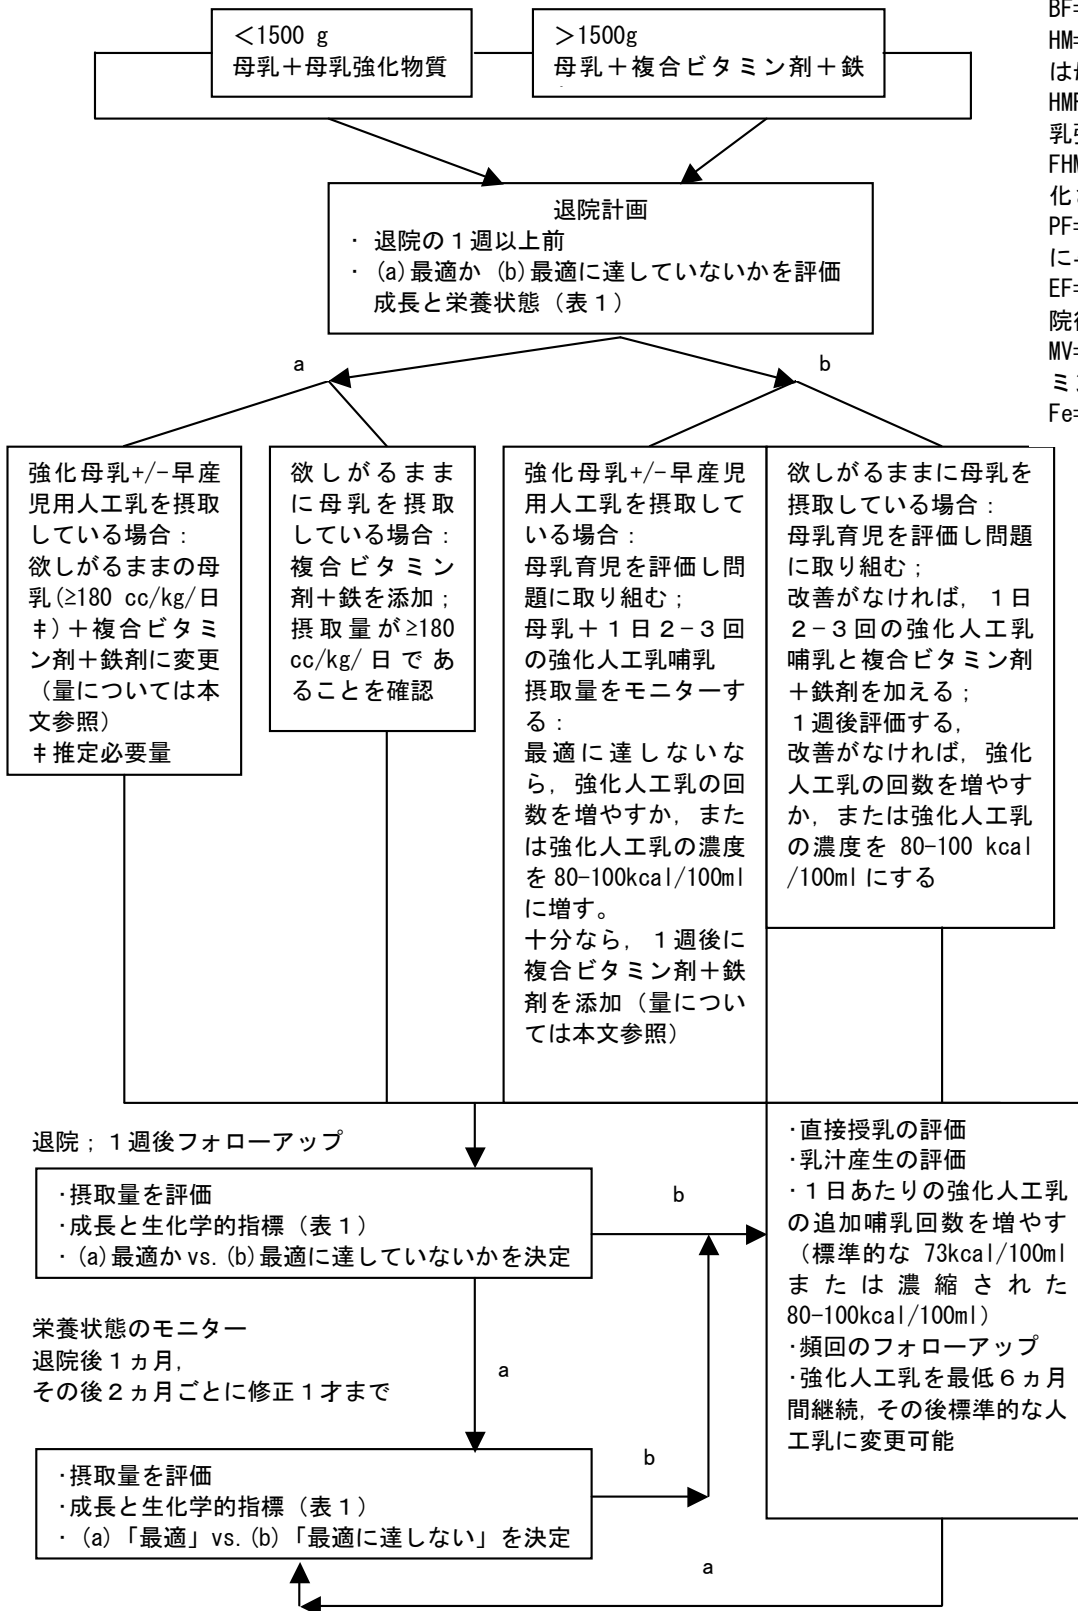 <1500 g
母乳＋母乳強化物質
>1500g
母乳＋複合ビタミン剤＋鉄
BF=
HM=
は
HM
乳
FHM
化
PF=
に
EF=
院
MV=
ミ
Fe=
退院計画
・ 退院の１週以上前
・ (a)最適か (b)最適に達していないかを評価
成長と栄養状態（表１）
a
b
強化母乳+/-早産
児用人工乳を摂取
している場合：
欲しがるままの母
乳(≥180 cc/kg/日
‡)＋複合ビタミ
ン剤＋鉄剤に変更
（量については本
文参照）
‡推定必要量
欲しがるまま
に母乳を摂取
している場合：
複合ビタミン
剤＋鉄を添加；
摂取量が≥180
cc/kg/日であ
ることを確認
強化母乳+/-早産児
用人工乳を摂取して
いる場合：
母乳育児を評価し問
題に取り組む；
母乳＋１日２-３回
の強化人工乳哺乳
摂取量をモニターす
る：
最適に達しないな
ら，強化人工乳の回
数を増やすか，また
は強化人工乳の濃度
を 80-100kcal/100ml
に増す。
十分なら，１週後に
複合ビタミン剤＋鉄
剤を添加（量につい
ては本文参照）
欲しがるままに母乳を
摂取している場合：
母乳育児を評価し問題
に取り組む；
改善がなければ，１日
２-３回の強化人工乳
哺乳と複合ビタミン剤
＋鉄剤を加える；
１週後評価する，
改善がなければ，強化
人工乳の回数を増やす
か，または強化人工乳
の濃度を 80-100 kcal
/100ml にする
退院；１週後フォローアップ
・摂取量を評価
・成長と生化学的指標（表１）
・(a)最適か vs.(b)最適に達していないかを決定
b
栄養状態のモニター
退院後１ヵ月，
その後２ヵ月ごとに修正１才まで
a
・摂取量を評価
・成長と生化学的指標（表１）
・(a)「最適」vs.(b)「最適に達しない」を決定
b
・直接授乳の評価
・乳汁産生の評価
・１日あたりの強化人工乳
の追加哺乳回数を増やす
（標準的な 73kcal/100ml
または濃縮された
80-100kcal/100ml）
・頻回のフォローアップ
・強化人工乳を最低６ヵ月
間継続，その後標準的な人
工乳に変更可能
a